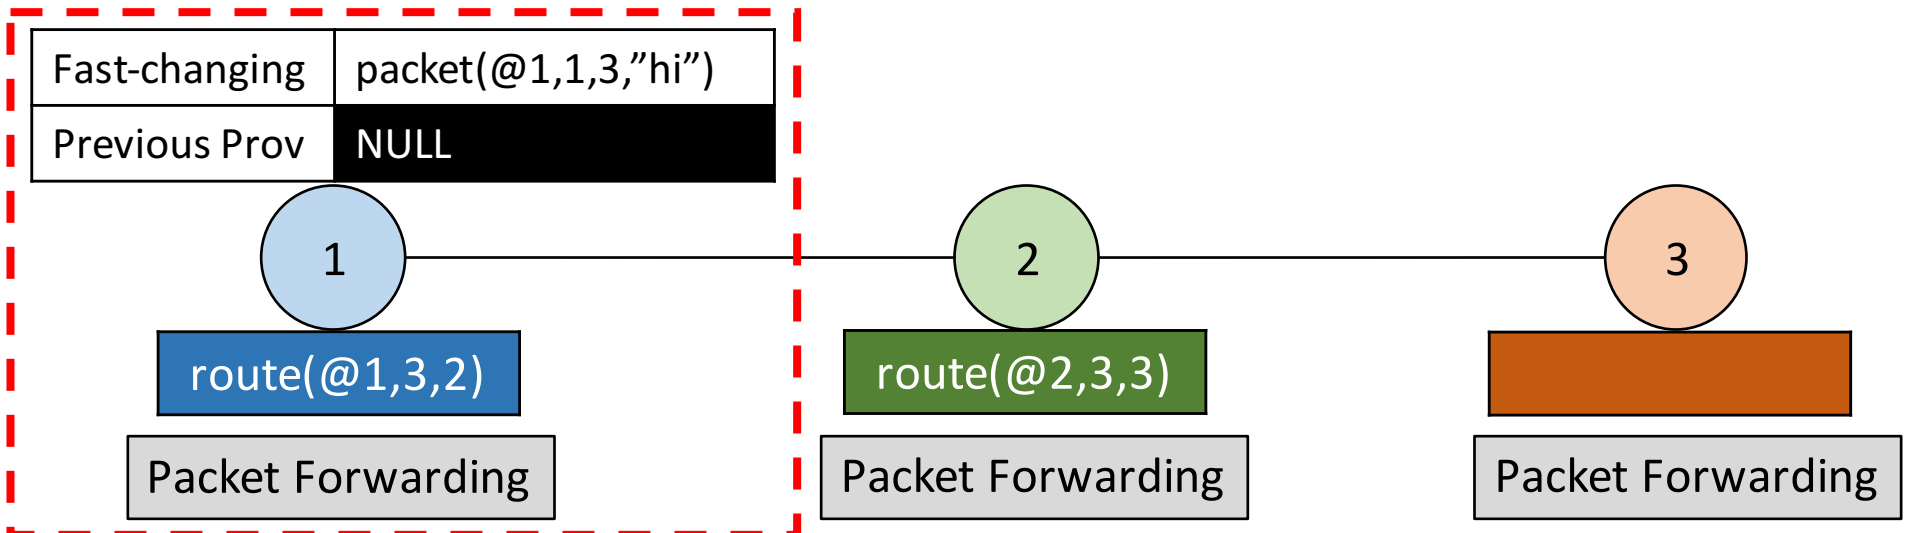 Fast-changing packet(@1,1,3,”hi”)
Previous Prov NULL
1 2 3
route(@1,3,2) route(@2,3,3)
Packet Forwarding Packet Forwarding Packet Forwarding